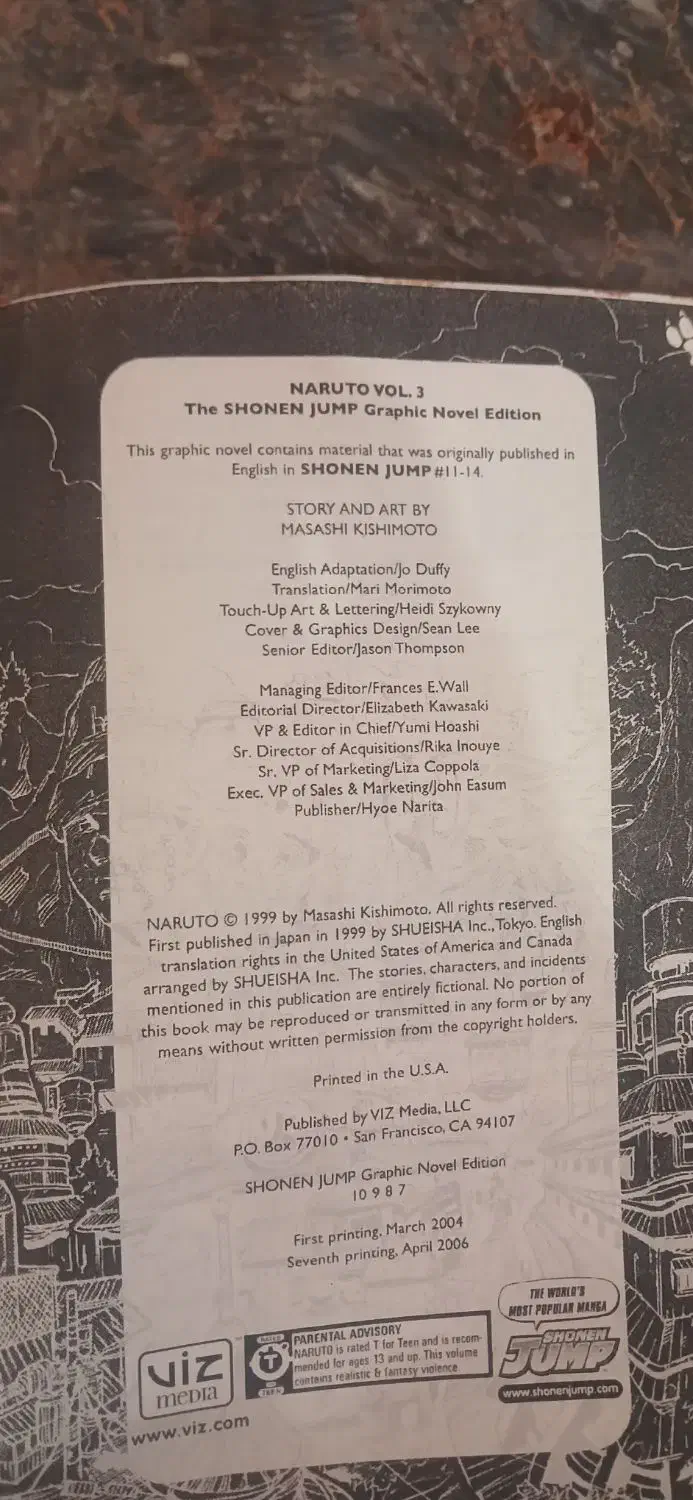 NARUTO VOL. 3
The SHONEN JUMP Graphic Novel Edition
This graphic novel contains material that was originally published in
English in SHONEN JUMP #11-14.
STORY AND ART BY
MASASHI KISHIMOTO
English Adaptation/Jo Duffy
Translation/Mari Morimoto
Touch-Up Art & Lettering/Heidi Szykowny
Cover & Graphics Design/Sean Lee
Senior Editor/Jason Thompson
Managing Editor/Frances E. Wall
Editorial Director/Elizabeth Kawasaki
VP & Editor in Chief/Yumi Hoashi
Sr. Director of Acquisitions/Rika Inouye
Sr. VP of Marketing/Liza Coppola
Exec. VP of Sales & Marketing/John Easum
Publisher/Hyoe Narita
NARUTO © 1999 by Masashi Kishimoto. All rights reserved.
First published in Japan in 1999 by SHUEISHA Inc., Tokyo. English
translation rights in the United States of America and Canada
arranged by SHUEISHA Inc. The stories, characters, and incidents
mentioned in this publication are entirely fictional. No portion of
this book may be reproduced or transmitted in any form or by any
means without written permission from the copyright holders.
Printed in the U.S.A.
Published by VIZ Media, LLC
P.O. Box 77010 • San Francisco, CA 94107
SHONEN JUMP Graphic Novel Edition
10 9 8 7
First printing, March 2004
Seventh printing, April 2006
THE WORLD'S
MOST POPULAR MANGA
SHONEN
JUMP
www.shonenjump.com
RATED
T
FOR
TEEN
PARENTAL ADVISORY
NARUTO is rated T for Teen and is recom-
mended for ages 13 and up. This volume
contains realistic & fantasy violence.
VIZ
media
www.viz.com